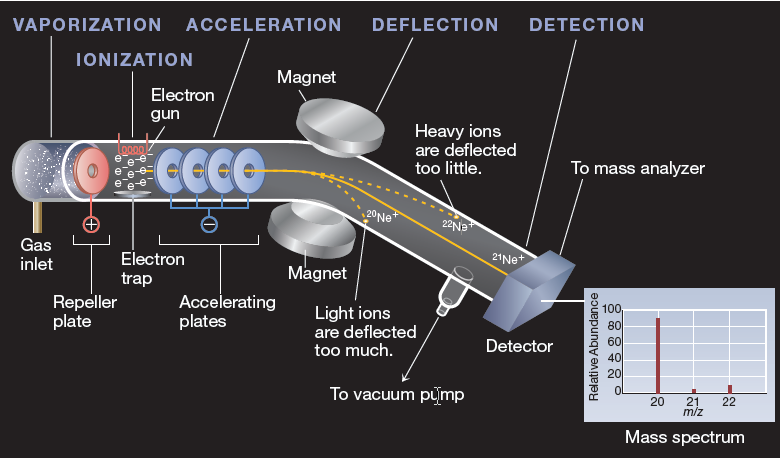 VAPORIZATION
ACCELERATION
DEFLECTION
DETECTION
IONIZATION
Magnet
Electron
gun
Heavy ions
are deflected
too little.
To mass analyzer
e⁻ e⁻ e⁻
e⁻ e⁻
e⁻ e⁻
e⁻ e⁻
²⁰Ne⁺
²²Ne⁺
²¹Ne⁺
+
−
Gas
inlet
Electron
trap
Magnet
Repeller
plate
Accelerating
plates
Light ions
are deflected
too much.
Detector
To vacuum pump
Relative Abundance
100
80
60
40
20
0
20 21 22
m/z
Mass spectrum